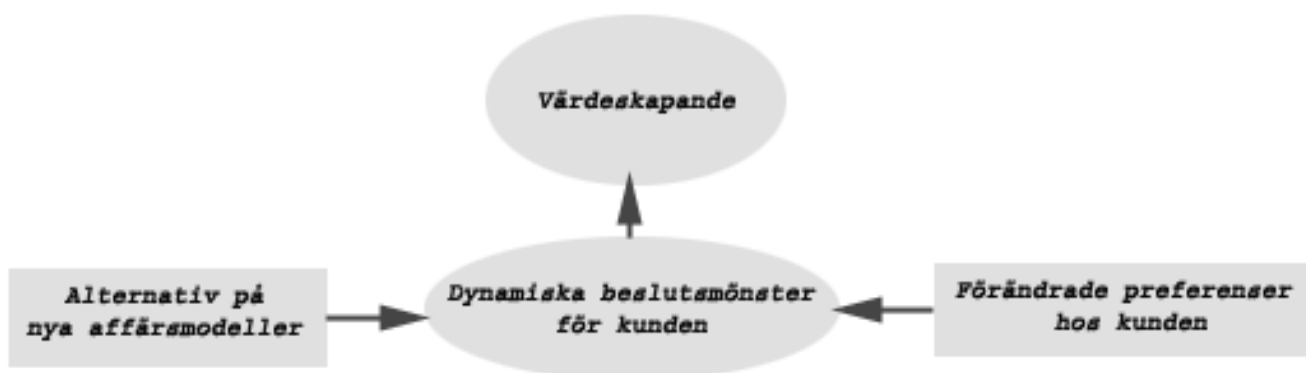 Värdeskapande
Alternativ på
nya affärsmodeller
Dynamiska beslutsmönster
för kunden
Förändrade preferenser
hos kunden